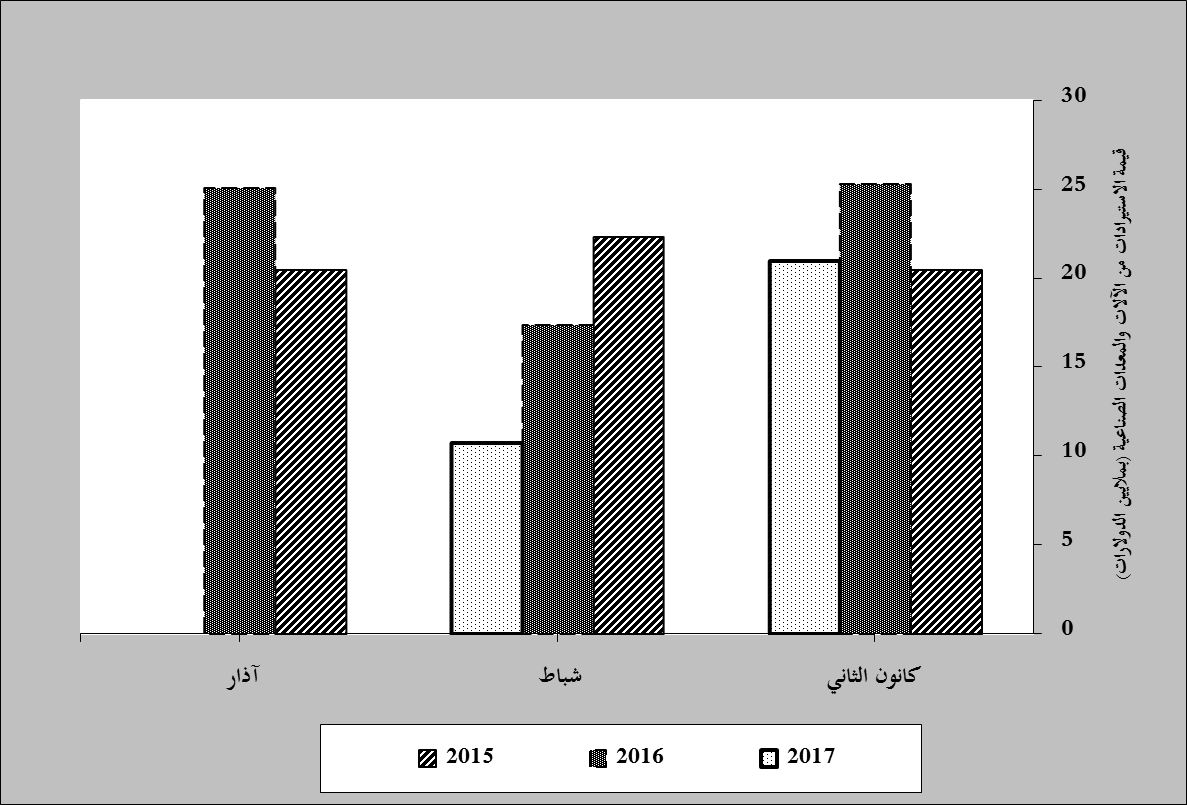 30
25
20
15
10
5
0
قيمة الاستيرادات من الآلات والمعدات الصناعية (بملايين الدولارات)
كانون الثاني
شباط
آذار
2015
2016
2017